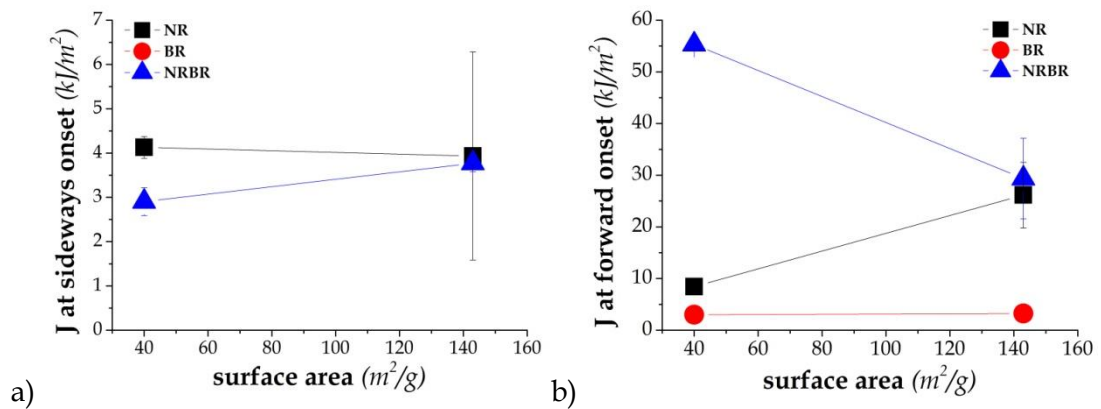 7
6
5
4
3
2
1
0
NR
BR
NRBR
J at sideways onset (kJ/m²)
40 60 80 100 120 140 160
surface area (m²/g)
a)
60
50
40
30
20
10
0
NR
BR
NRBR
J at forward onset (kJ/m²)
40 60 80 100 120 140 160
surface area (m²/g)
b)